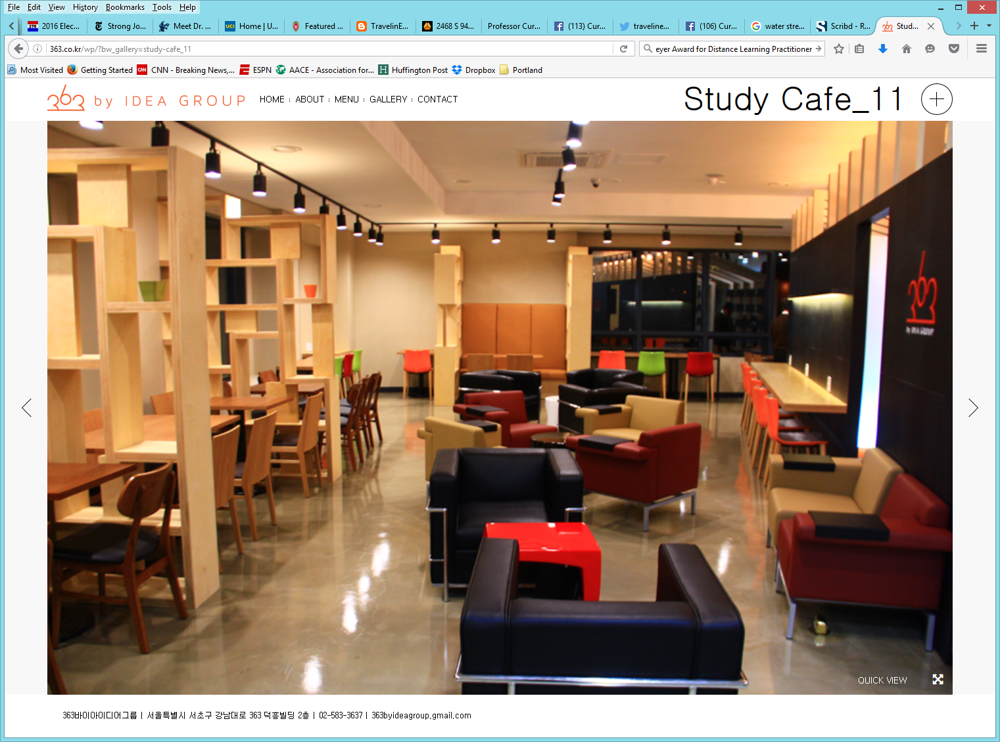 File Edit View History Bookmarks Tools Help
2016 Elec... Strong Jo... Meet Dr. ... Home | U... Featured ... TravelinE... 2468 S 94... Professor Cur... (113) Cur... traveline... (106) Cur... water stre... Scribd - R... Stud...
363.co.kr/wp/?bw_gallery=study-cafe_11 eyer Award for Distance Learning Practitioner
Most Visited Getting Started CNN - Breaking News,... ESPN AACE - Association for... Huffington Post Dropbox Portland
363 by IDEA GROUP HOME : ABOUT : MENU : GALLERY : CONTACT Study Cafe_11
363
by IDEA GROUP
QUICK VIEW
363바이아이디어그룹 | 서울특별시 서초구 강남대로 363 덕흥빌딩 2층 | 02-583-3637 | 363byideagroup.gmail.com